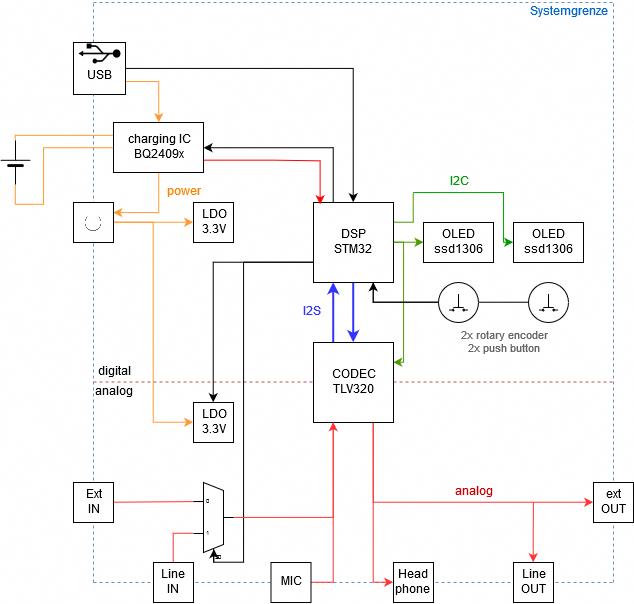 Systemgrenze
USB
charging IC
BQ2409x
power
LDO
3.3V
DSP
STM32
I2C
OLED
ssd1306
OLED
ssd1306
I2S
2x rotary encoder
2x push button
CODEC
TLV320
digital
analog
LDO
3.3V
Ext
IN
0
1
analog
ext
OUT
Line
IN
MIC
Head
phone
Line
OUT